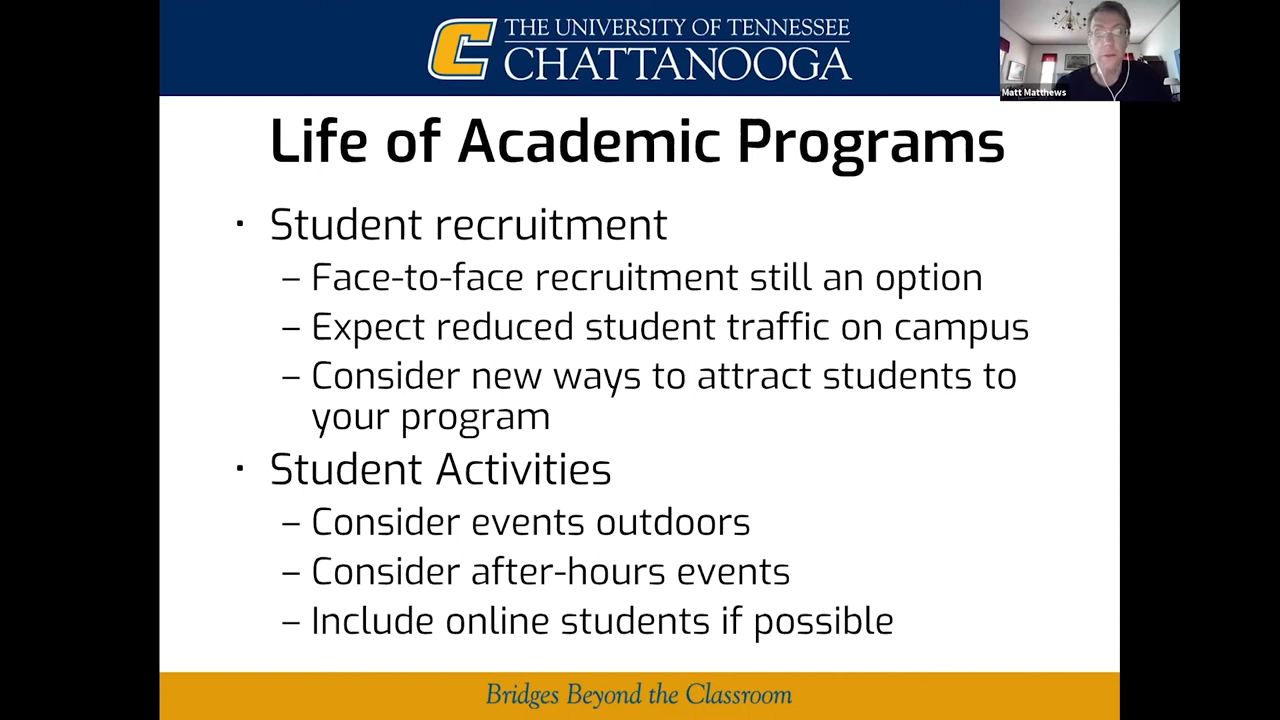 THE UNIVERSITY OF TENNESSEE
CHATTANOOGA
Matt Matthews
Life of Academic Programs
· Student recruitment
– Face-to-face recruitment still an option
– Expect reduced student traffic on campus
– Consider new ways to attract students to
your program
· Student Activities
– Consider events outdoors
– Consider after-hours events
– Include online students if possible
Bridges Beyond the Classroom